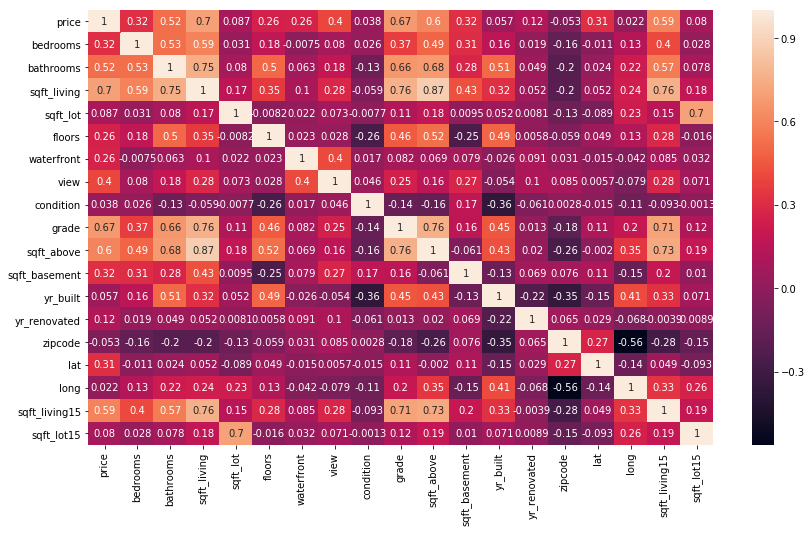 price 1 0.32 0.52 0.7 0.087 0.26 0.26 0.4 0.038 0.67 0.6 0.32 0.057 0.12 -0.053 0.31 0.022 0.59 0.08
bedrooms 0.32 1 0.53 0.59 0.031 0.18 -0.0075 0.08 0.026 0.37 0.49 0.31 0.16 0.019 -0.16 -0.011 0.13 0.4 0.028
bathrooms 0.52 0.53 1 0.75 0.08 0.5 0.063 0.18 -0.13 0.66 0.68 0.28 0.51 0.049 -0.2 0.024 0.22 0.57 0.078
sqft_living 0.7 0.59 0.75 1 0.17 0.35 0.1 0.28 -0.059 0.76 0.87 0.43 0.32 0.052 -0.2 0.052 0.24 0.76 0.18
sqft_lot 0.087 0.031 0.08 0.17 1 -0.0082 0.022 0.073 -0.0077 0.11 0.18 0.0095 0.052 0.0081 -0.13 -0.089 0.23 0.15 0.7
floors 0.26 0.18 0.5 0.35 -0.0082 1 0.023 0.028 -0.26 0.46 0.52 -0.25 0.49 0.0058 -0.059 0.049 0.13 0.28 -0.016
waterfront 0.26 -0.0075 0.063 0.1 0.022 0.023 1 0.4 0.017 0.082 0.069 0.079 -0.026 0.091 0.031 -0.015 -0.042 0.085 0.032
view 0.4 0.08 0.18 0.28 0.073 0.028 0.4 1 0.046 0.25 0.16 0.27 -0.054 0.1 0.085 0.0057 -0.079 0.28 0.071
condition 0.038 0.026 -0.13 -0.059 -0.0077 -0.26 0.017 0.046 1 -0.14 -0.16 0.17 -0.36 -0.061 0.0028 -0.015 -0.11 -0.093 -0.0013
grade 0.67 0.37 0.66 0.76 0.11 0.46 0.082 0.25 -0.14 1 0.76 0.16 0.45 0.013 -0.18 0.11 0.2 0.71 0.12
sqft_above 0.6 0.49 0.68 0.87 0.18 0.52 0.069 0.16 -0.16 0.76 1 -0.061 0.43 0.02 -0.26 -0.002 0.35 0.73 0.19
sqft_basement 0.32 0.31 0.28 0.43 0.0095 -0.25 0.079 0.27 0.17 0.16 -0.061 1 -0.13 0.069 0.076 0.11 -0.15 0.2 0.01
yr_built 0.057 0.16 0.51 0.32 0.052 0.49 -0.026 -0.054 -0.36 0.45 0.43 -0.13 1 -0.22 -0.35 -0.15 0.41 0.33 0.071
yr_renovated 0.12 0.019 0.049 0.052 0.0081 0.0058 0.091 0.1 -0.061 0.013 0.02 0.069 -0.22 1 0.065 0.029 -0.068 -0.0039 0.0089
zipcode -0.053 -0.16 -0.2 -0.2 -0.13 -0.059 0.031 0.085 0.0028 -0.18 -0.26 0.076 -0.35 0.065 1 0.27 -0.56 -0.28 -0.15
lat 0.31 -0.011 0.024 0.052 -0.089 0.049 -0.015 0.0057 -0.015 0.11 -0.002 0.11 -0.15 0.029 0.27 1 -0.14 0.049 -0.093
long 0.022 0.13 0.22 0.24 0.23 0.13 -0.042 -0.079 -0.11 0.2 0.35 -0.15 0.41 -0.068 -0.56 -0.14 1 0.33 0.26
sqft_living15 0.59 0.4 0.57 0.76 0.15 0.28 0.085 0.28 -0.093 0.71 0.73 0.2 0.33 -0.0039 -0.28 0.049 0.33 1 0.19
sqft_lot15 0.08 0.028 0.078 0.18 0.7 -0.016 0.032 0.071 -0.0013 0.12 0.19 0.01 0.071 0.0089 -0.15 -0.093 0.26 0.19 1
price bedrooms bathrooms sqft_living sqft_lot floors waterfront view condition grade sqft_above sqft_basement yr_built yr_renovated zipcode lat long sqft_living15 sqft_lot15
0.9
0.6
0.3
0.0
−0.3